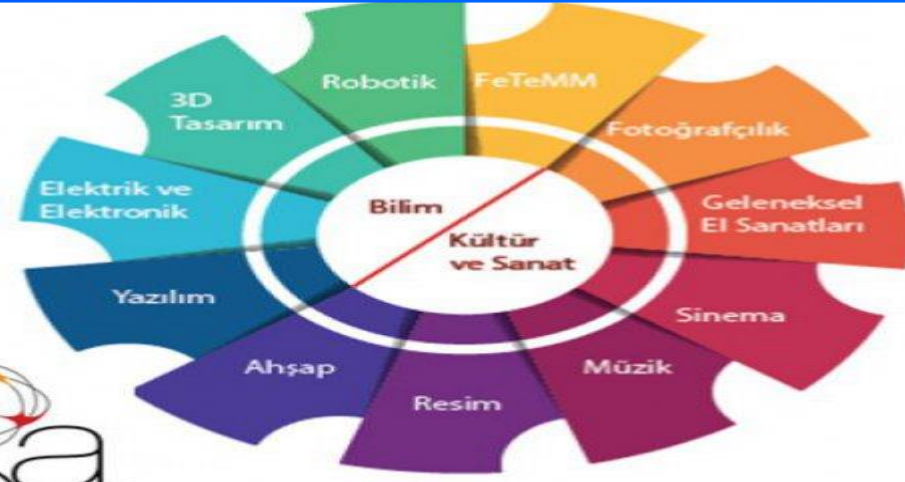 Robotik
FeTeMM
3D
Tasarım
Fotoğrafçılık
Elektrik ve
Elektronik
Bilim
Geleneksel
El Sanatları
Kültür
ve Sanat
Yazılım
Sinema
Ahşap
Müzik
Resim